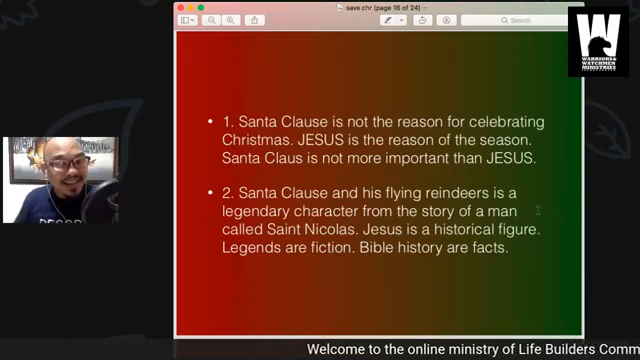 save chr (page 16 of 24)
Search
WARRIORS &
WATCHMEN
MINISTRIES
• 1. Santa Clause is not the reason for celebrating
Christmas. JESUS is the reason of the season.
Santa Claus is not more important than JESUS.
• 2. Santa Clause and his flying reindeers is a
legendary character from the story of a man
called Saint Nicolas. Jesus is a historical figure.
Legends are fiction. Bible history are facts.
Welcome to the online ministry of Life Builders Comm